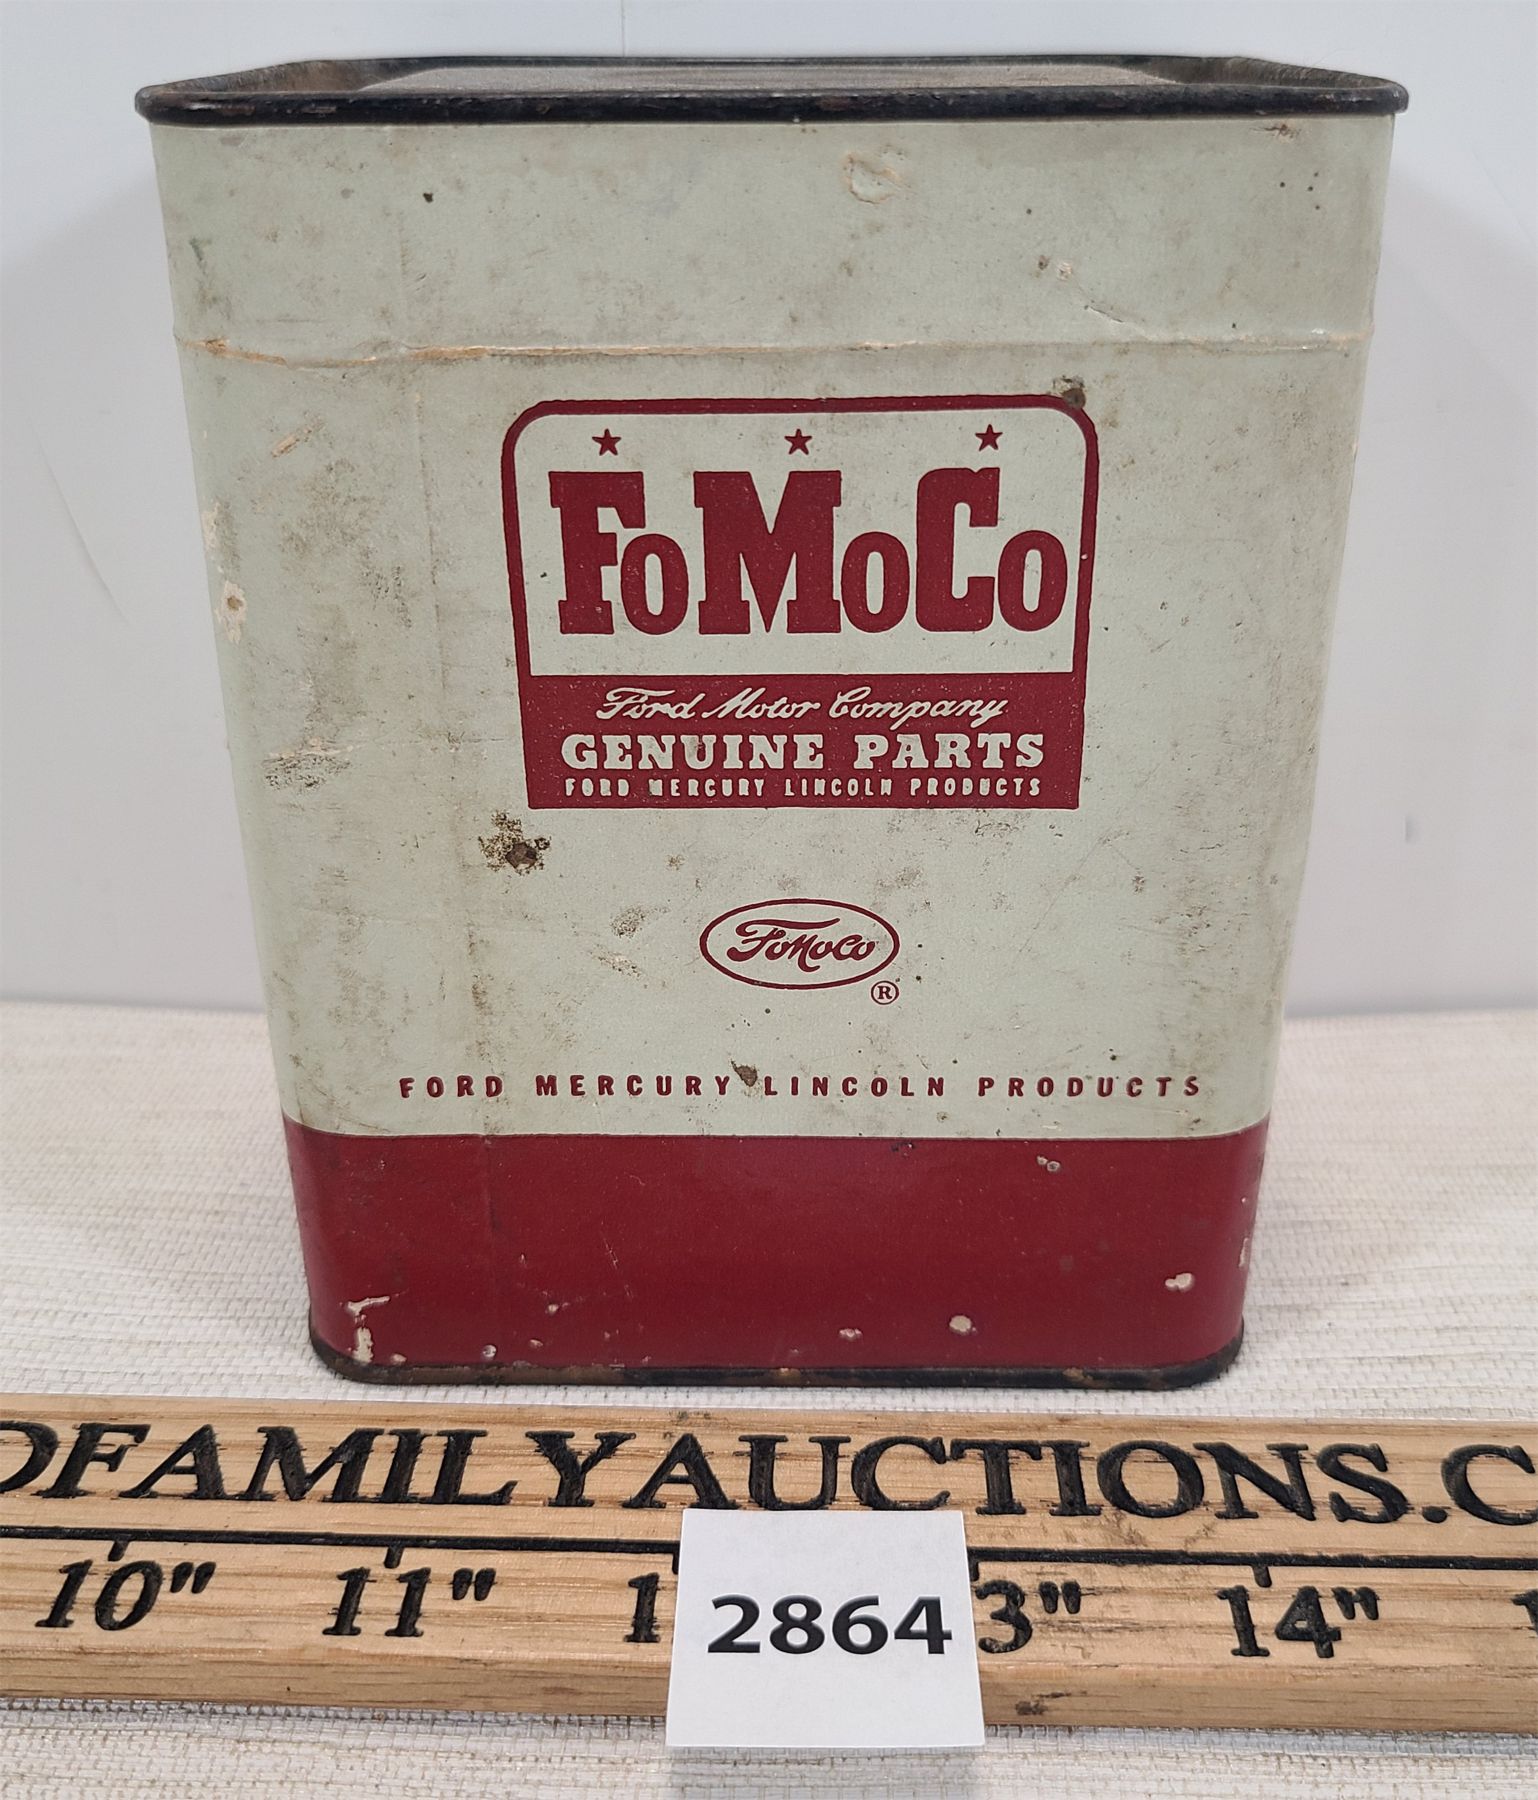 FoMoCo
Ford Motor Company
GENUINE PARTS
FORD MERCURY LINCOLN PRODUCTS
FoMoCo
®
FORD MERCURY LINCOLN PRODUCTS
DFAMILYAUCTIONS.C
10" 11" 1 3" 14"
2864